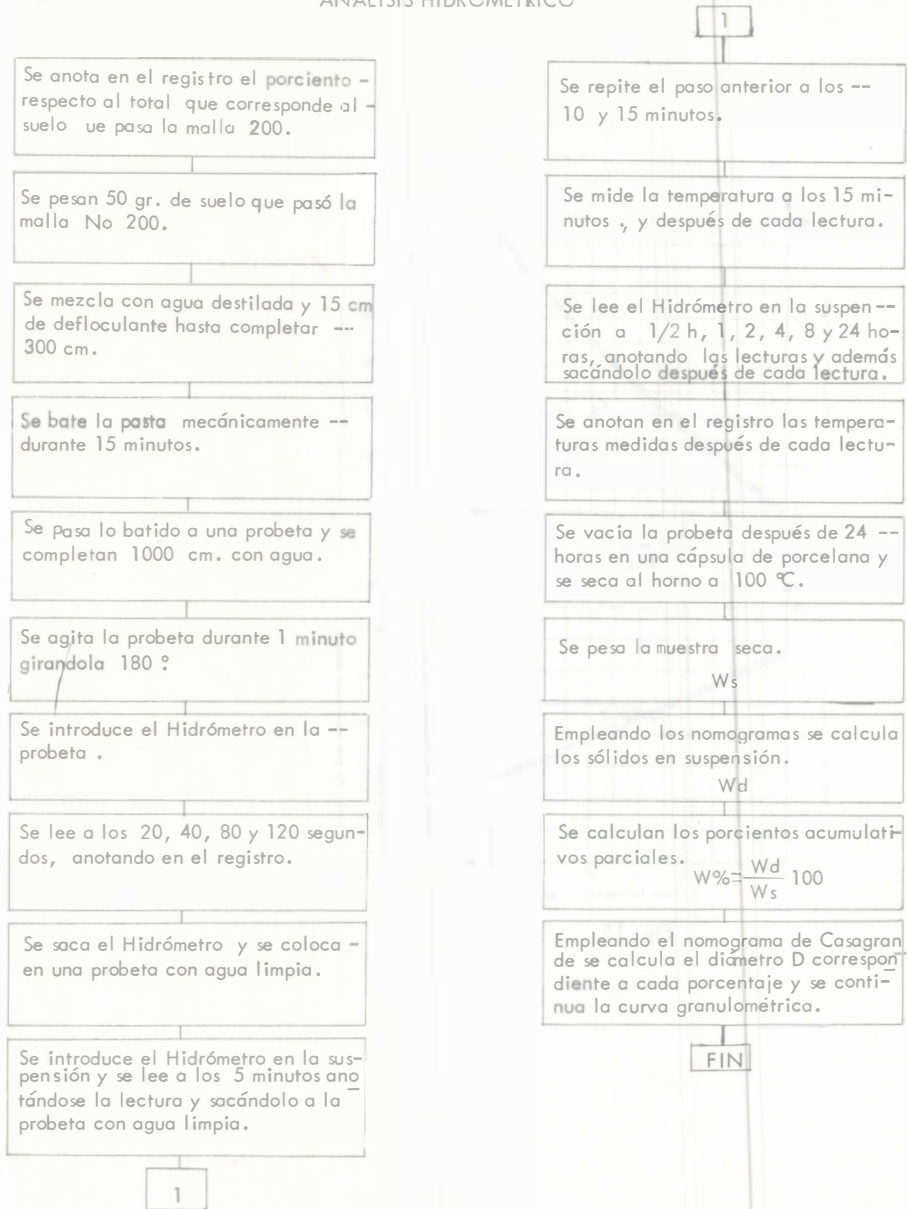 ANALISIS HIDROMETRICO
Se anota en el registro el porciento -
respecto al total que corresponde al -
suelo ue pasa la malla 200.
Se pesan 50 gr. de suelo que pasó la
malla No 200.
Se mezcla con agua destilada y 15 cm
de defloculante hasta completar ---
300 cm.
Se bate la pasta mecánicamente --
durante 15 minutos.
Se pasa lo batido a una probeta y se
completan 1000 cm. con agua.
Se agita la probeta durante 1 minuto
girandola 180 º
Se introduce el Hidrómetro en la --
probeta .
Se lee a los 20, 40, 80 y 120 segun-
dos, anotando en el registro.
Se saca el Hidrómetro y se coloca -
en una probeta con agua limpia.
Se introduce el Hidrómetro en la sus-
pensión y se lee a los 5 minutos ano
tándose la lectura y sacándolo a la
probeta con agua limpia.
1
1
Se repite el paso anterior a los --
10 y 15 minutos.
Se mide la temperatura a los 15 mi-
nutos ., y después de cada lectura.
Se lee el Hidrómetro en la suspen --
ción a 1/2 h, 1, 2, 4, 8 y 24 ho-
ras, anotando las lecturas y además
sacándolo después de cada lectura.
Se anotan en el registro las tempera-
turas medidas después de cada lectu-
ra.
Se vacia la probeta después de 24 --
horas en una cápsula de porcelana y
se seca al horno a 100 ºC.
Se pesa la muestra seca.
Ws
Empleando los nomogramas se calcula
los sólidos en suspensión.
Wd
Se calculan los porcientos acumulati-
vos parciales.
W%= Wd/Ws 100
Empleando el nomograma de Casagran
de se calcula el diámetro D correspon
diente a cada porcentaje y se conti-
nua la curva granulométrica.
FIN